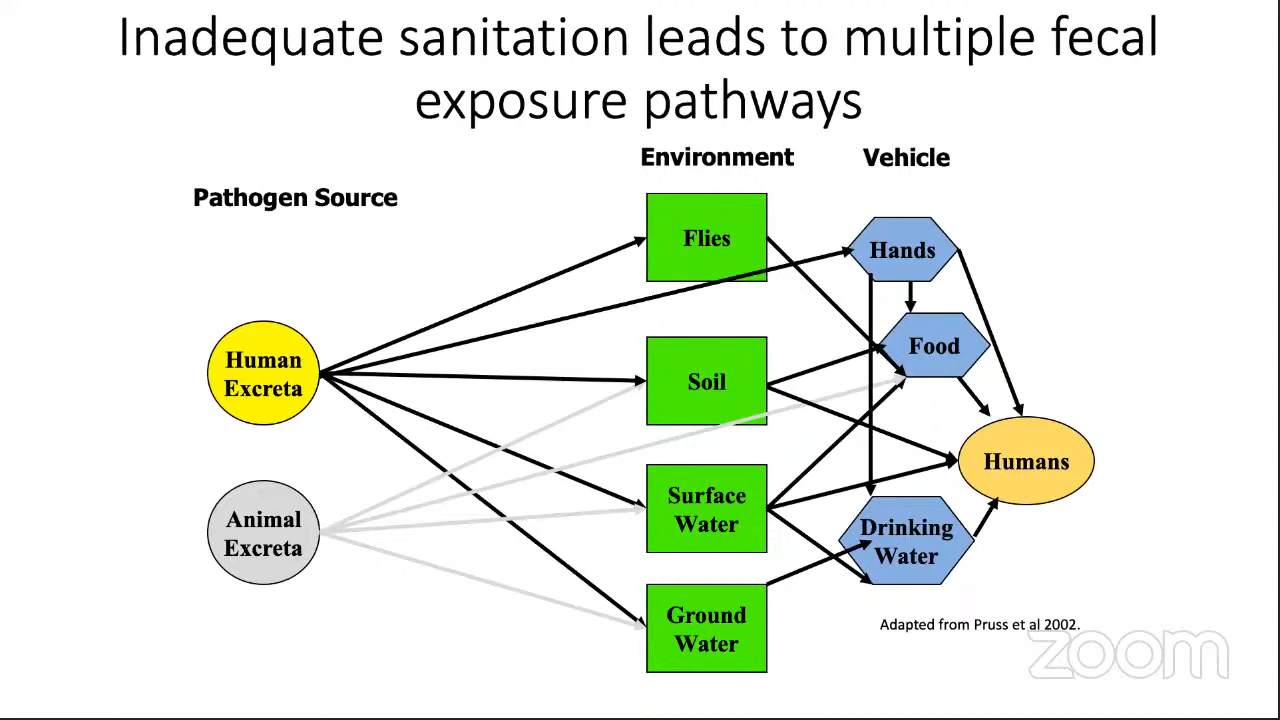 Inadequate sanitation leads to multiple fecal
exposure pathways
Environment
Vehicle
Pathogen Source
Flies
Hands
Food
Human
Excreta
Soil
Humans
Surface
Water
Animal
Excreta
Drinking
Water
Ground
Water
Adapted from Pruss et al 2002.
zoom